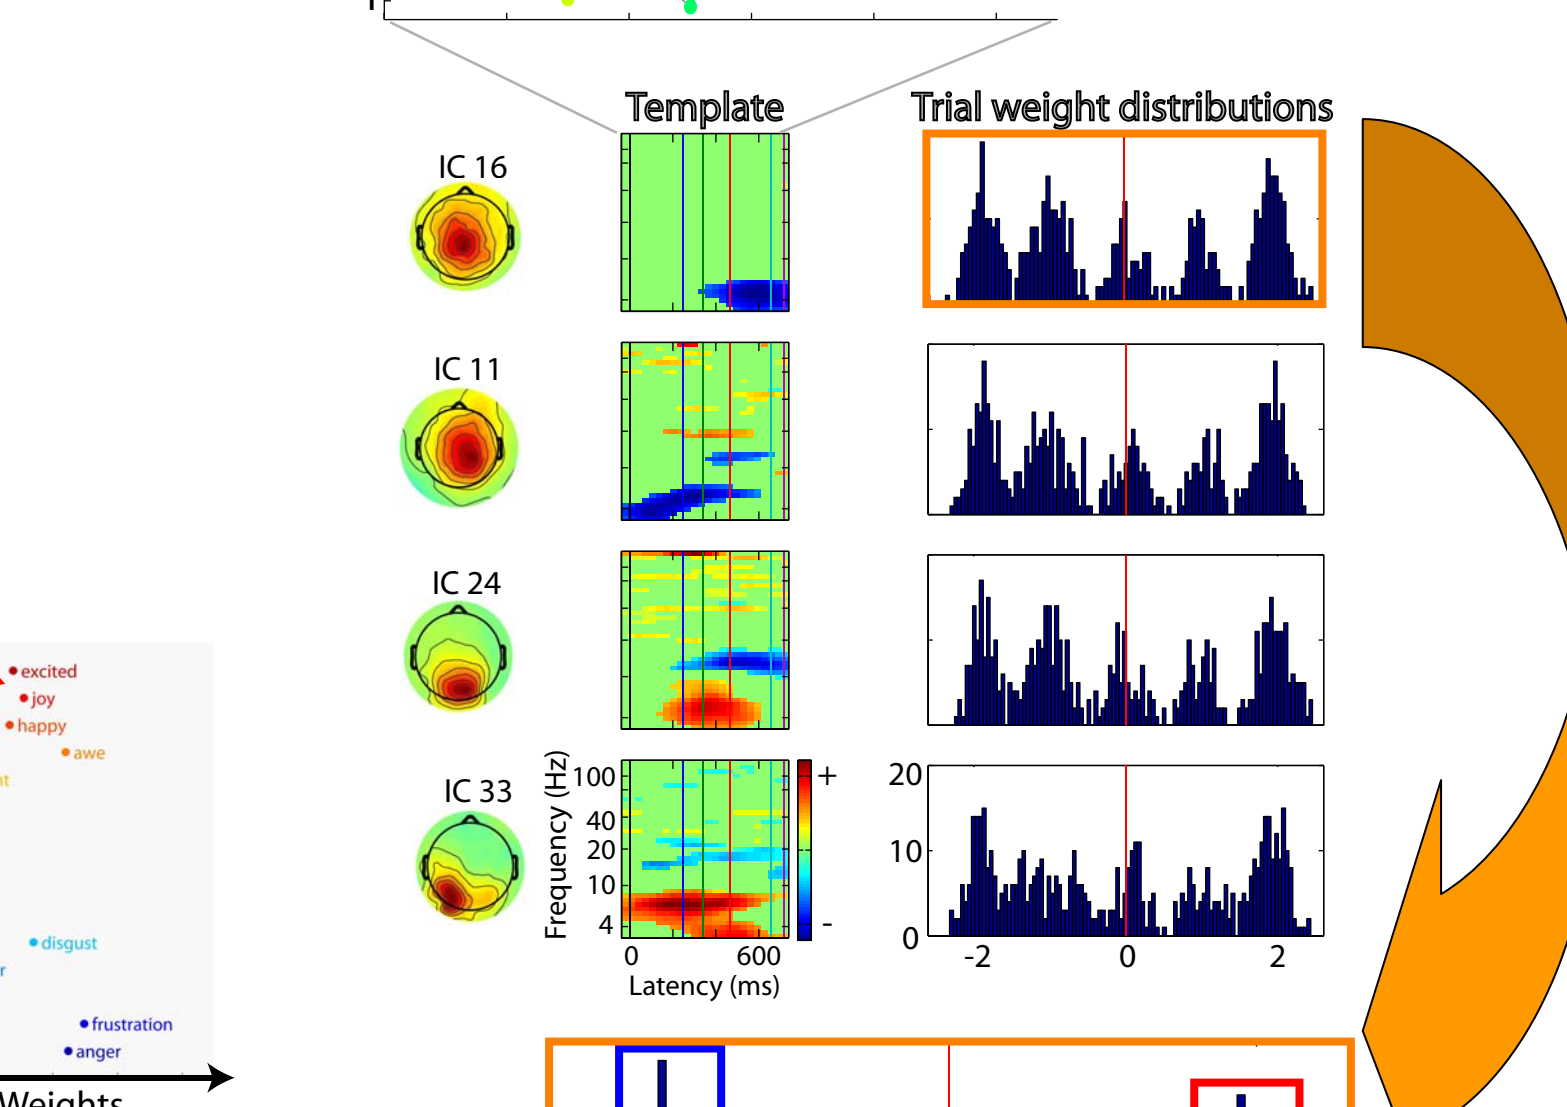 Template
Trial weight distributions
IC 16
IC 11
IC 24
IC 33
Frequency (Hz)
100
40
20
10
4
+
-
0
600
Latency (ms)
20
10
0
-2
0
2
excited
joy
happy
awe
disgust
frustration
anger
Weights